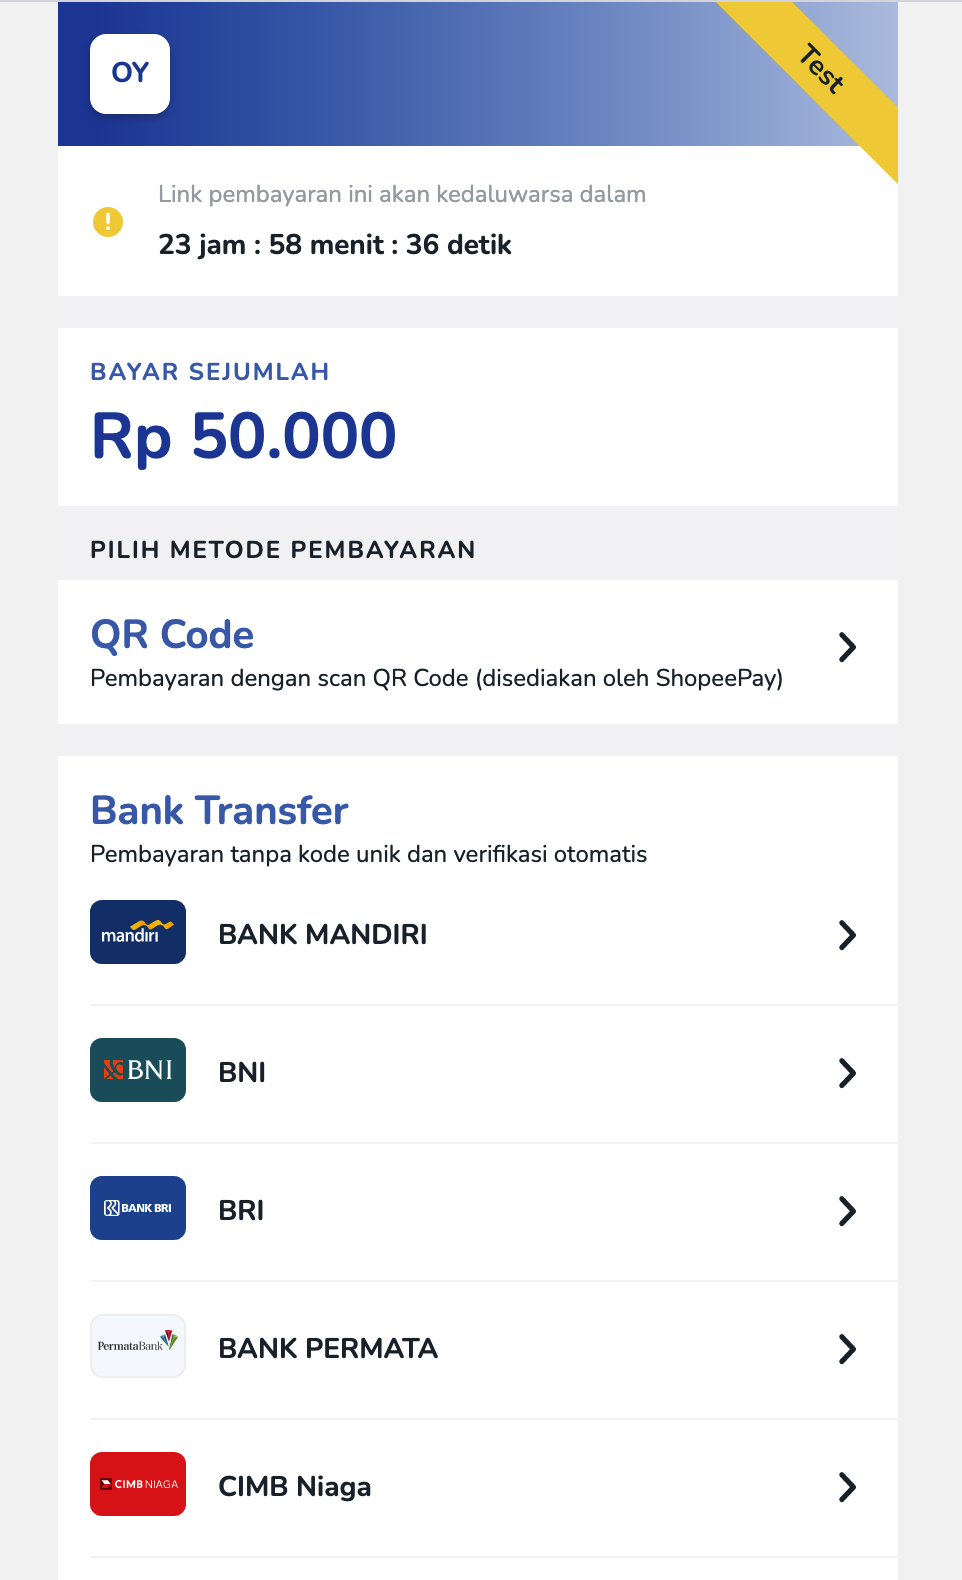 OY
Test
Link pembayaran ini akan kedaluwarsa dalam
23 jam : 58 menit : 36 detik
BAYAR SEJUMLAH
Rp 50.000
PILIH METODE PEMBAYARAN
QR Code
Pembayaran dengan scan QR Code (disediakan oleh ShopeePay)
Bank Transfer
Pembayaran tanpa kode unik dan verifikasi otomatis
mandiri
BANK MANDIRI
BNI
BNI
BANK BRI
BRI
PermataBank
BANK PERMATA
CIMB NIAGA
CIMB Niaga